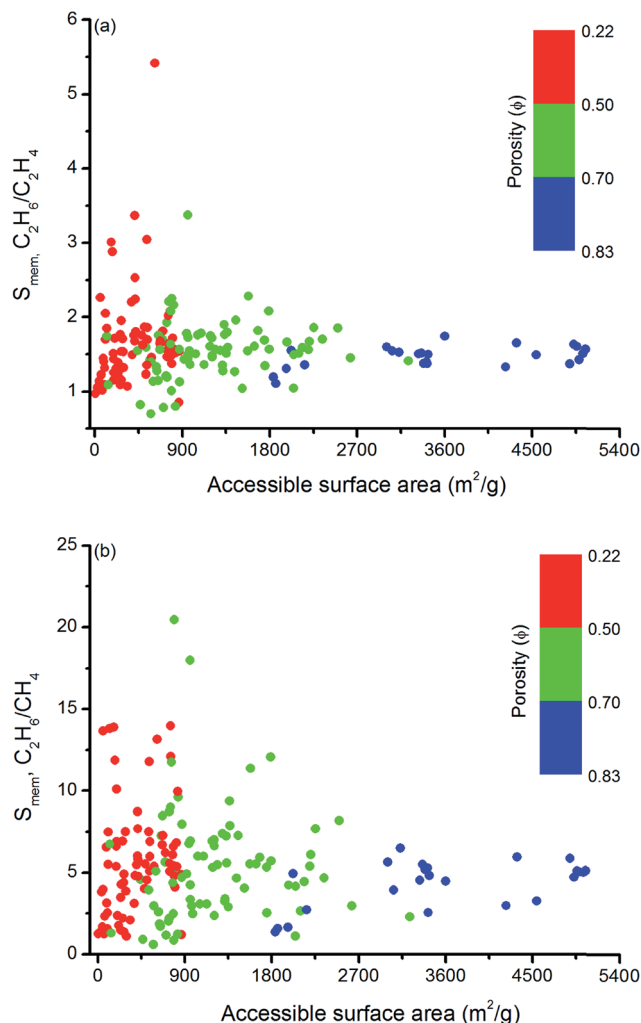 (a)
6
5
4
3
2
1
S mem, C2H6/C2H4
0 900 1800 2700 3600 4500 5400
Accessible surface area (m²/g)
Porosity (ϕ)
0.22
0.50
0.70
0.83
(b)
25
20
15
10
5
0
S mem, C2H6/CH4
0 900 1800 2700 3600 4500 5400
Accessible surface area (m²/g)
Porosity (ϕ)
0.22
0.50
0.70
0.83